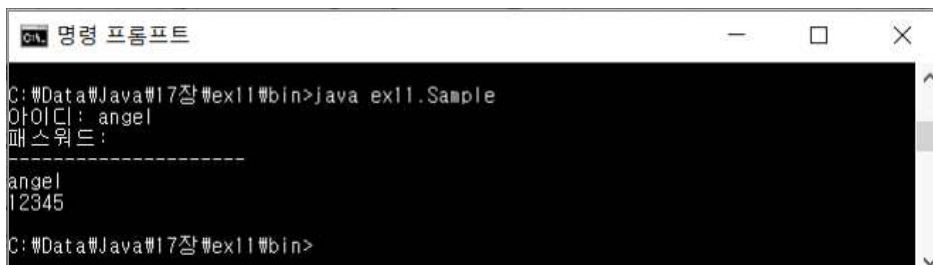 명령 프롬프트
C:₩Data₩Java₩17장₩ex11₩bin>java ex11.Sample
아이디: angel
패스워드:
---------------------
angel
12345
C:₩Data₩Java₩17장₩ex11₩bin>